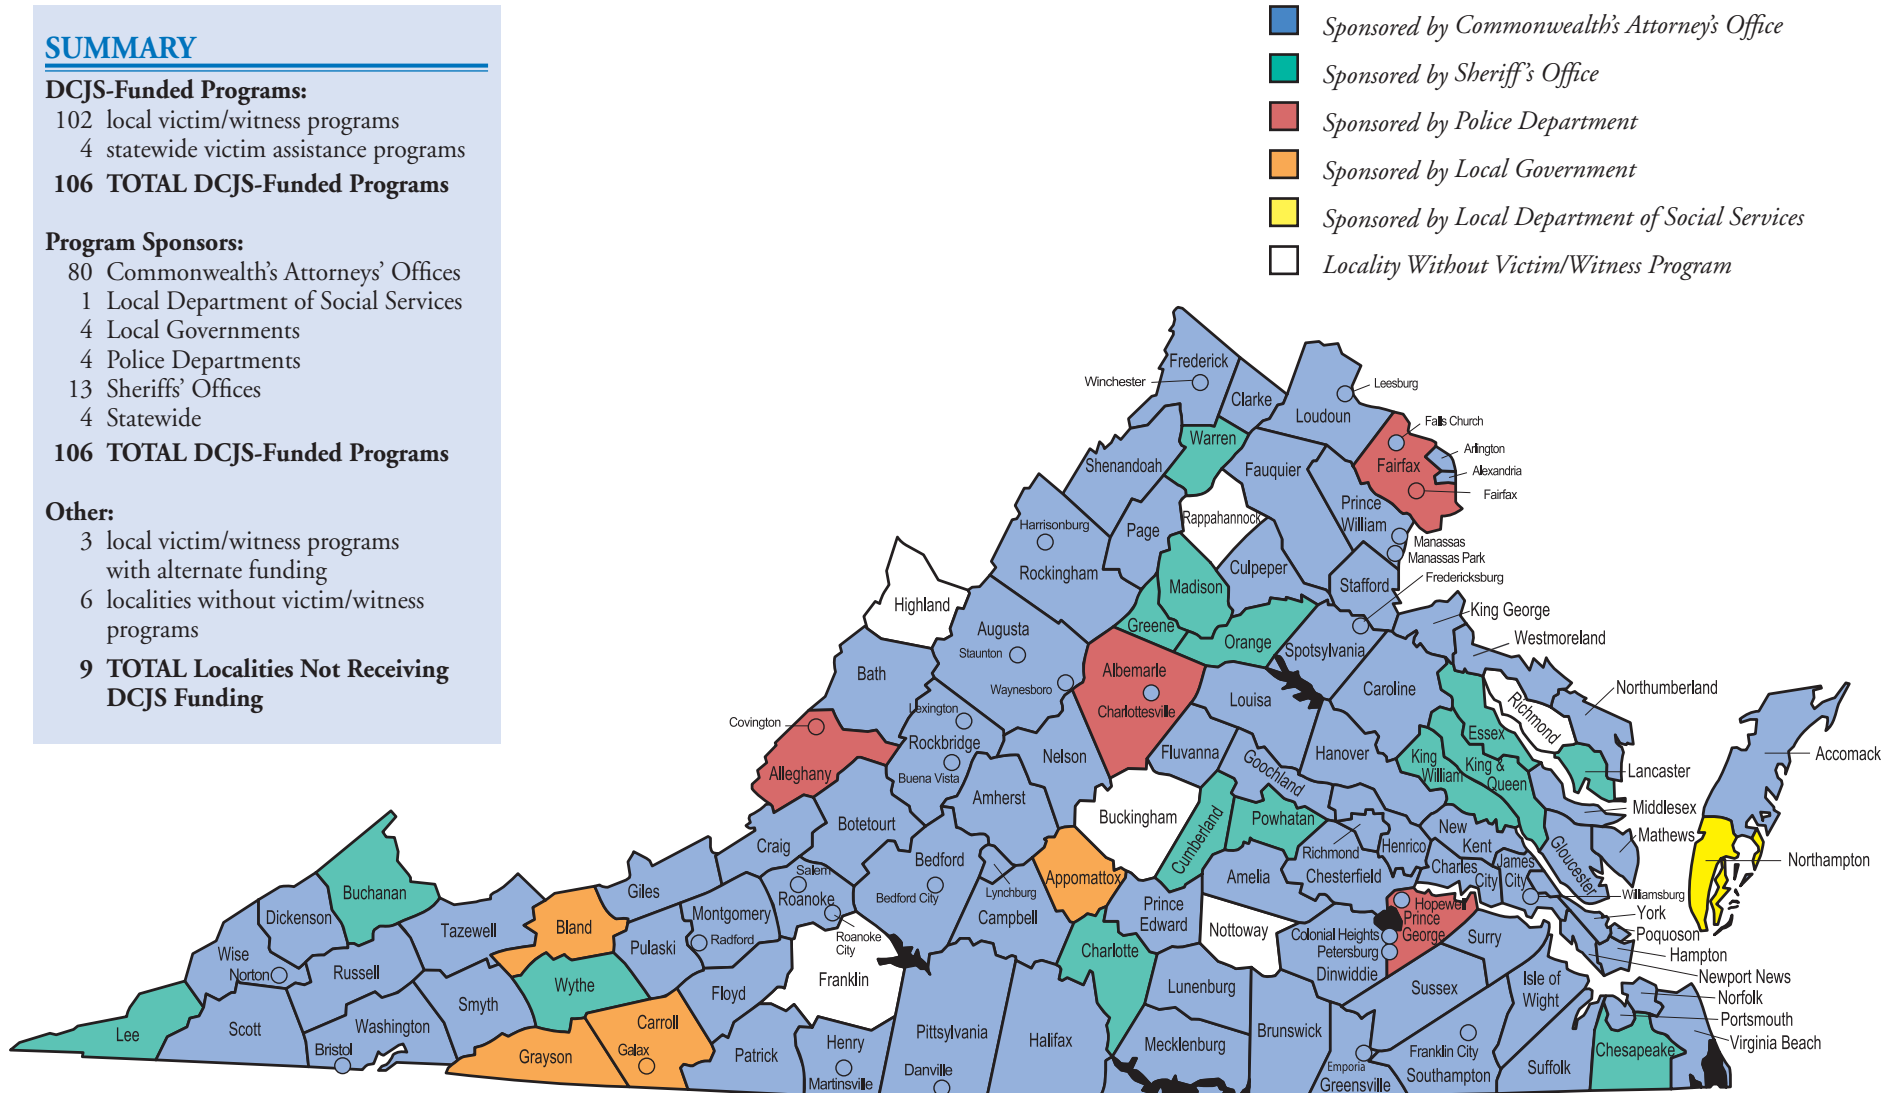 SUMMARY
DCJS-Funded Programs:
102 local victim/witness programs
4 statewide victim assistance programs
106 TOTAL DCJS-Funded Programs
Program Sponsors:
80 Commonwealth's Attorneys' Offices
1 Local Department of Social Services
4 Local Governments
4 Police Departments
13 Sheriffs' Offices
4 Statewide
106 TOTAL DCJS-Funded Programs
Other:
3 local victim/witness programs
with alternate funding
6 localities without victim/witness
programs
9 TOTAL Localities Not Receiving
DCJS Funding
Sponsored by Commonwealth's Attorney's Office
Sponsored by Sheriff's Office
Sponsored by Police Department
Sponsored by Local Government
Sponsored by Local Department of Social Services
Locality Without Victim/Witness Program
Frederick
Winchester
Clarke
Leesburg
Loudoun
Falls Church
Warren
Arlington
Shenandoah
Fauquier
Fairfax
Alexandria
Fairfax
Prince
William
Rappahannock
Page
Harrisonburg
Manassas
Manassas Park
Rockingham
Culpeper
Fredericksburg
Madison
Stafford
Highland
King George
Greene
Augusta
Orange
Westmoreland
Staunton
Spotsylvania
Bath
Albemarle
Waynesboro
Caroline
Northumberland
Louisa
Charlottesville
Lexington
Richmond
Covington
Essex
Rockbridge
Nelson
Fluvanna
Hanover
Accomack
King
William
King &
Queen
Goochland
Alleghany
Buena Vista
Lancaster
Amherst
Middlesex
Buckingham
Powhatan
Botetourt
Cumberland
New
Kent
Mathews
Craig
Richmond
Henrico
Bedford
Gloucester
Northampton
Salem
Charles
City
James
City
Chesterfield
Amelia
Appomattox
Buchanan
Giles
Lynchburg
Roanoke
Bedford City
Williamsburg
Hopewell
Prince
George
Prince
Edward
Montgomery
Dickenson
Campbell
York
Tazewell
Bland
Nottoway
Colonial Heights
Poquoson
Roanoke
City
Radford
Pulaski
Surry
Charlotte
Petersburg
Hampton
Wise
Norton
Russell
Dinwiddie
Newport News
Franklin
Wythe
Isle of
Wight
Lunenburg
Sussex
Floyd
Norfolk
Smyth
Portsmouth
Carroll
Washington
Scott
Lee
Pittsylvania
Brunswick
Halifax
Henry
Mecklenburg
Virginia Beach
Bristol
Galax
Grayson
Patrick
Franklin City
Chesapeake
Emporia
Suffolk
Danville
Southampton
Martinsville
Greensville